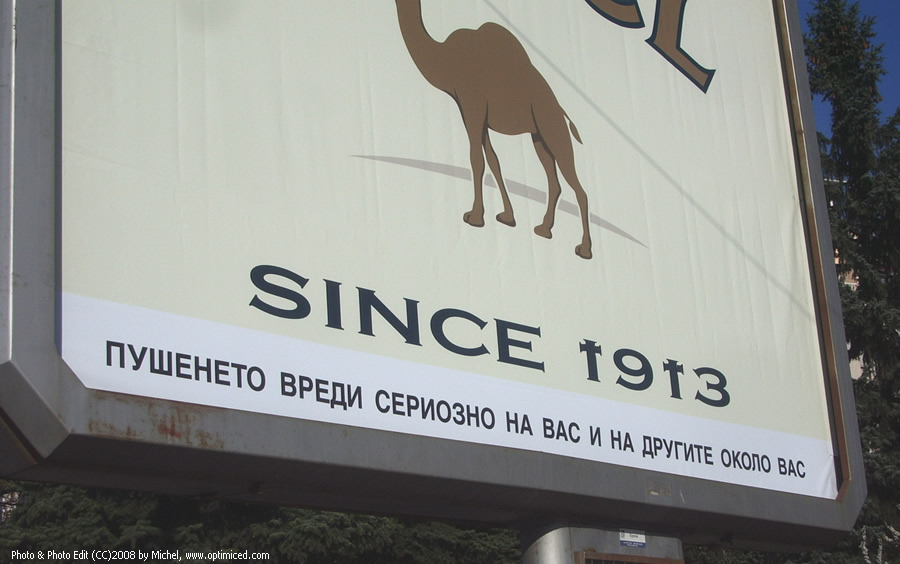 SINCE 1913
ПУШЕНЕТО ВРЕДИ СЕРИОЗНО НА ВАС И НА ДРУГИТЕ ОКОЛО ВАС
Photo & Photo Edit (CC)2008 by Michel, www.optimiced.com